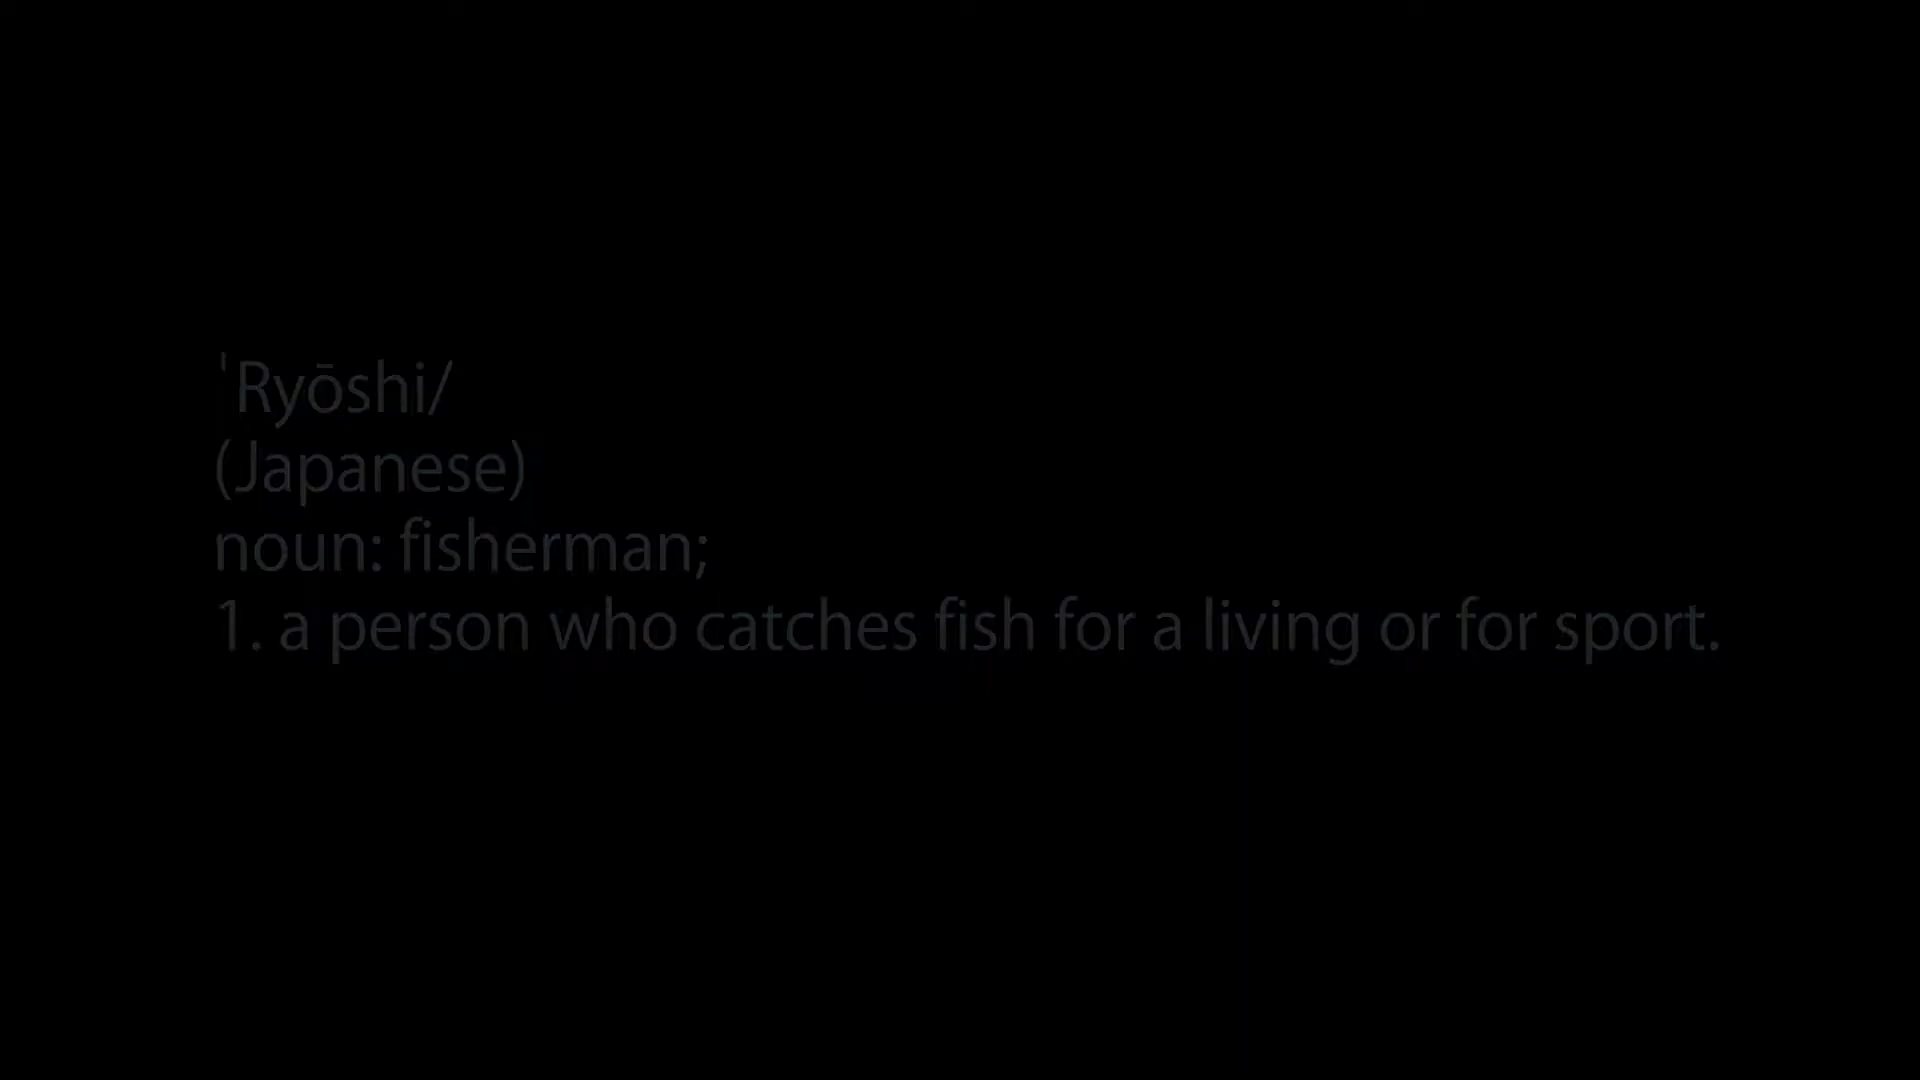 ˈRyōshi/
(Japanese)
noun: fisherman;
1. a person who catches fish for a living or for sport.